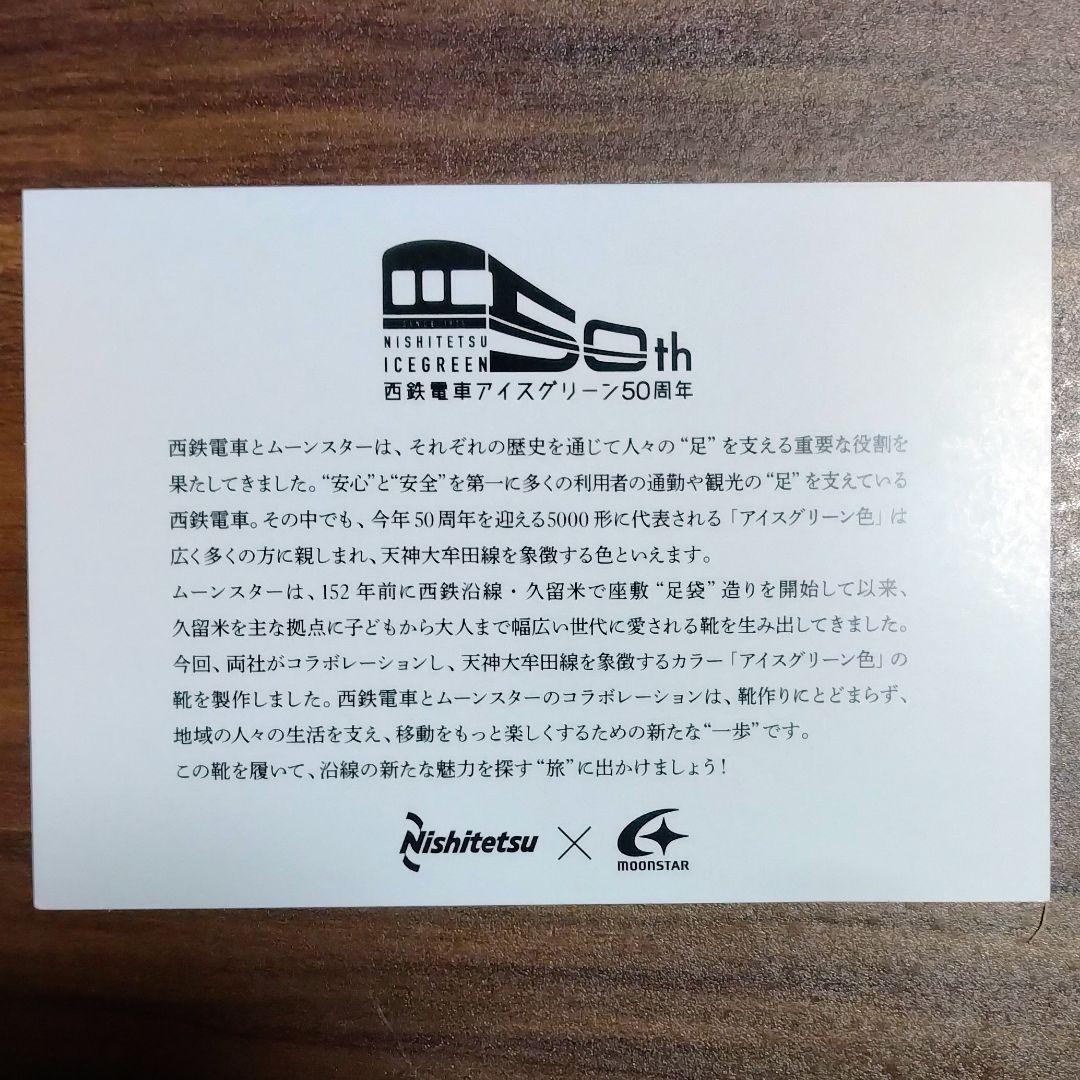 SINCE 1975
NISHITETSU
ICEGREEN
50th
西鉄電車アイスグリーン50周年
西鉄電車とムーンスターは、それぞれの歴史を通じて人々の“足”を支える重要な役割を
果たしてきました。“安心”と“安全”を第一に多くの利用者の通勤や観光の“足”を支えている
西鉄電車。その中でも、今年50周年を迎える5000形に代表される「アイスグリーン色」は
広く多くの方に親しまれ、天神大牟田線を象徴する色といえます。
ムーンスターは、152年前に西鉄沿線・久留米で座敷“足袋”造りを開始して以来、
久留米を主な拠点に子どもから大人まで幅広い世代に愛される靴を生み出してきました。
今回、両社がコラボレーションし、天神大牟田線を象徴するカラー「アイスグリーン色」の
靴を製作しました。西鉄電車とムーンスターのコラボレーションは、靴作りにとどまらず、
地域の人々の生活を支え、移動をもっと楽しくするための新たな“一歩”です。
この靴を履いて、沿線の新たな魅力を探す“旅”に出かけましょう!
Nishitetsu × MOONSTAR